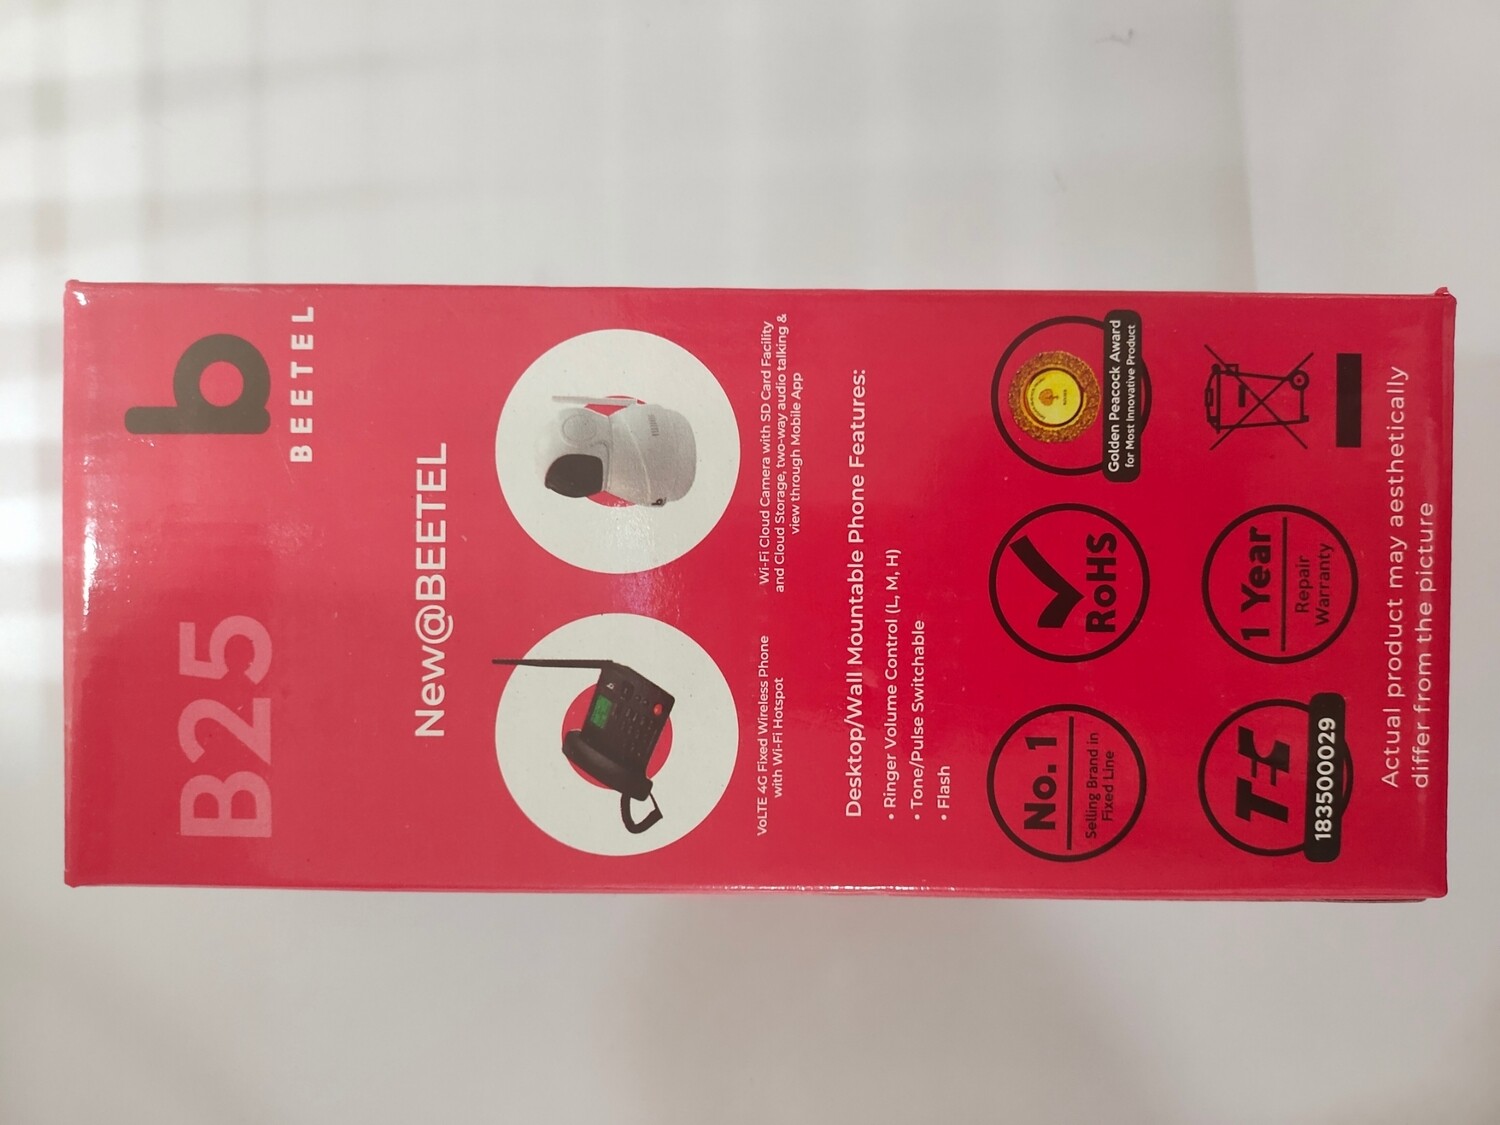 B25
BEETEL
New@BEETEL
VoLTE 4G Fixed Wireless Phone
with Wi-Fi Hotspot
Wi-Fi Cloud Camera with SD Card Facility
and Cloud Storage, two-way audio talking &
view through Mobile App
Desktop/Wall Mountable Phone Features:
• Ringer Volume Control (L, M, H)
• Tone/Pulse Switchable
• Flash
No. 1
Selling Brand in
Fixed Line
RoHS
Golden Peacock Award
for Most Innovative Product
183500029
1 Year
Repair
Warranty
Actual product may aesthetically
differ from the picture